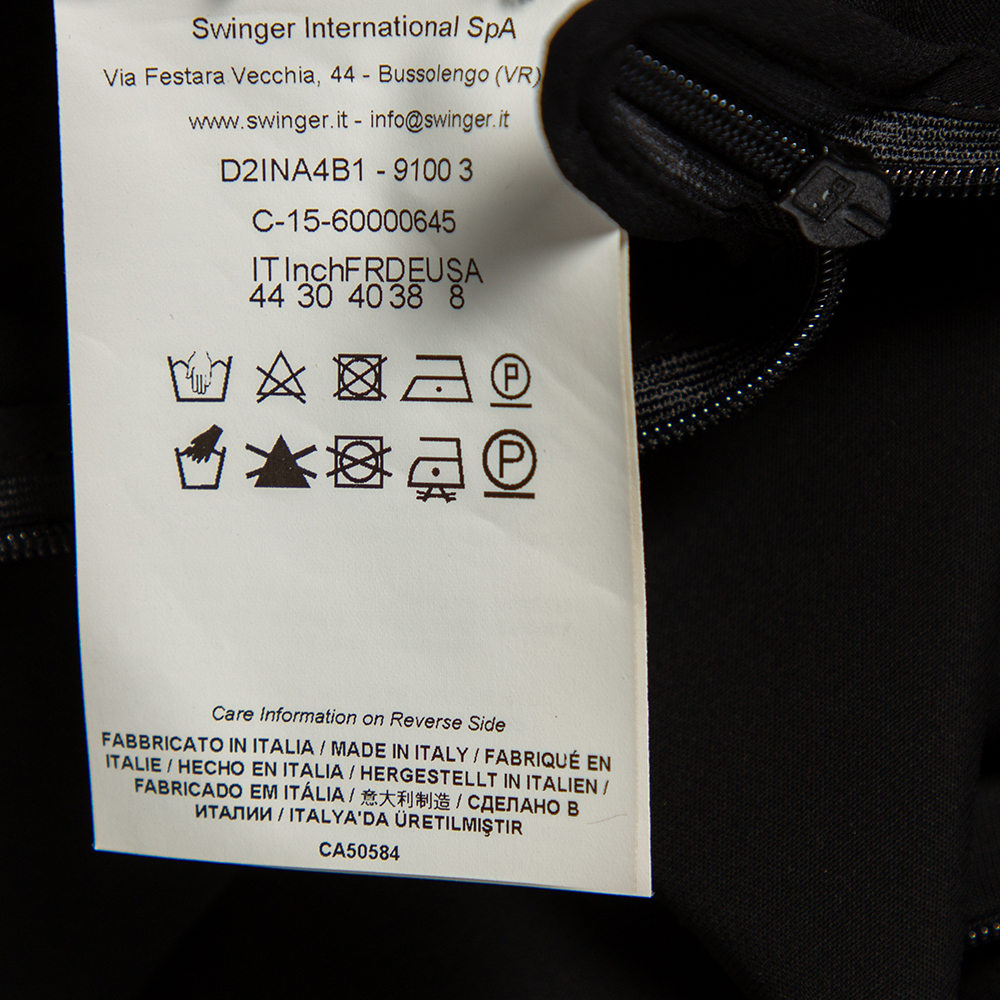 Swinger International SpA
Via Festara Vecchia, 44 - Bussolengo (VR)
www.swinger.it - info@swinger.it
D2INA4B1 - 9100 3
C-15-60000645
IT Inch FR DE USA
44 30 40 38 8
P
P
Care Information on Reverse Side
FABBRICATO IN ITALIA / MADE IN ITALY / FABRIQUÉ EN
ITALIE / HECHO EN ITALIA / HERGESTELLT IN ITALIEN /
FABRICADO EM ITÁLIA / 意大利制造 / СДЕЛАНО В
ИТАЛИИ / ITALYA'DA ÜRETILMIŞTIR
CA50584